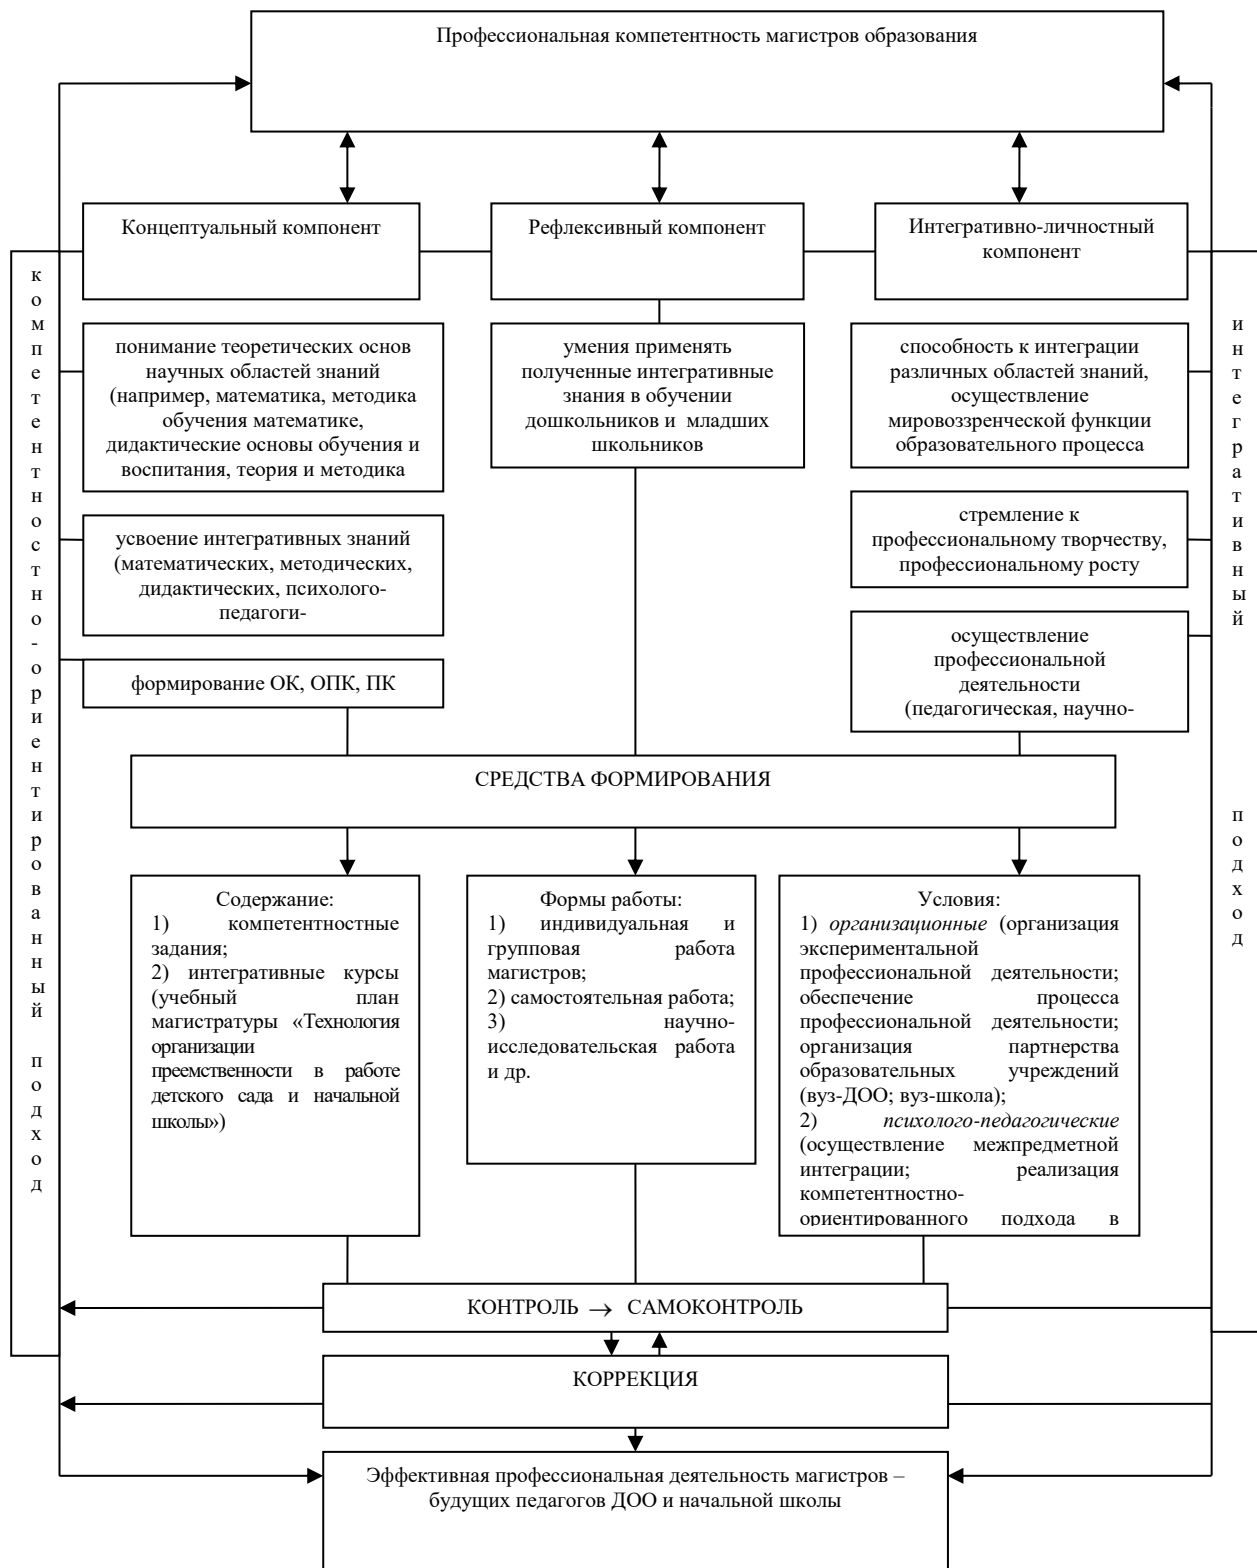 Профессиональная компетентность магистров образования
Концептуальный компонент
Рефлексивный компонент
Интегративно-личностный
компонент
компетентностно-ориентированный подход
интегративный подход
понимание теоретических основ
научных областей знаний
(например, математика, методика
обучения математике,
дидактические основы обучения и
воспитания, теория и методика
умения применять
полученные интегративные
знания в обучении
дошкольников и младших
школьников
способность к интеграции
различных областей знаний,
осуществление
мировоззренческой функции
образовательного процесса
усвоение интегративных знаний
(математических, методических,
дидактических, психолого-
педагоги-
стремление к
профессиональному творчеству,
профессиональному росту
формирование ОК, ОПК, ПК
осуществление
профессиональной
деятельности
(педагогическая, научно-
СРЕДСТВА ФОРМИРОВАНИЯ
Содержание:
1) компетентностные
задания;
2) интегративные курсы
(учебный план
магистратуры «Технология
организации
преемственности в работе
детского сада и начальной
школы»)
Формы работы:
1) индивидуальная и
групповая работа
магистров;
2) самостоятельная работа;
3) научно-
исследовательская работа
и др.
Условия:
1) организационные (организация
экспериментальной
профессиональной деятельности;
обеспечение процесса
профессиональной деятельности;
организация партнерства
образовательных учреждений
(вуз-ДОО; вуз-школа);
2) психолого-педагогические
(осуществление межпредметной
интеграции; реализация
компетентностно-
ориентированного подхода в
КОНТРОЛЬ → САМОКОНТРОЛЬ
КОРРЕКЦИЯ
Эффективная профессиональная деятельность магистров –
будущих педагогов ДОО и начальной школы